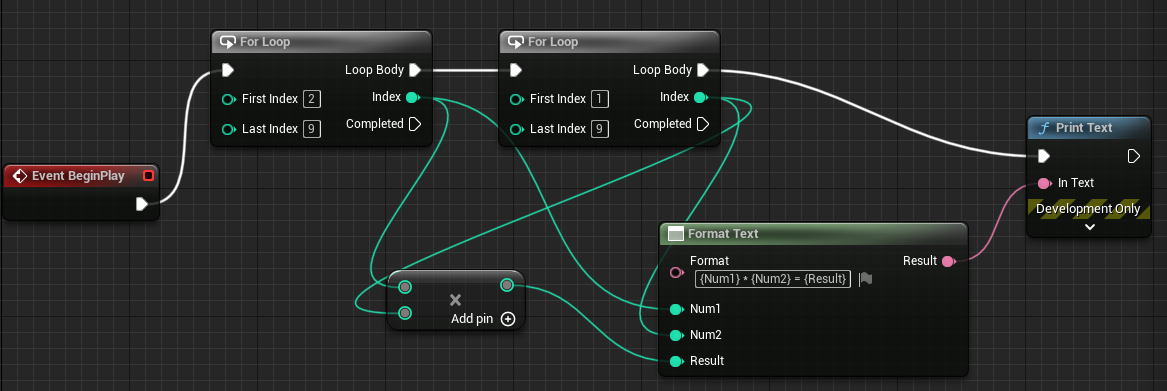 For Loop
Loop Body
First Index 2
Index
Last Index 9
Completed
For Loop
Loop Body
First Index 1
Index
Last Index 9
Completed
Print Text
In Text
Development Only
Event BeginPlay
Format Text
Format
Result
{Num1} * {Num2} = {Result}
Num1
Num2
Result
×
Add pin